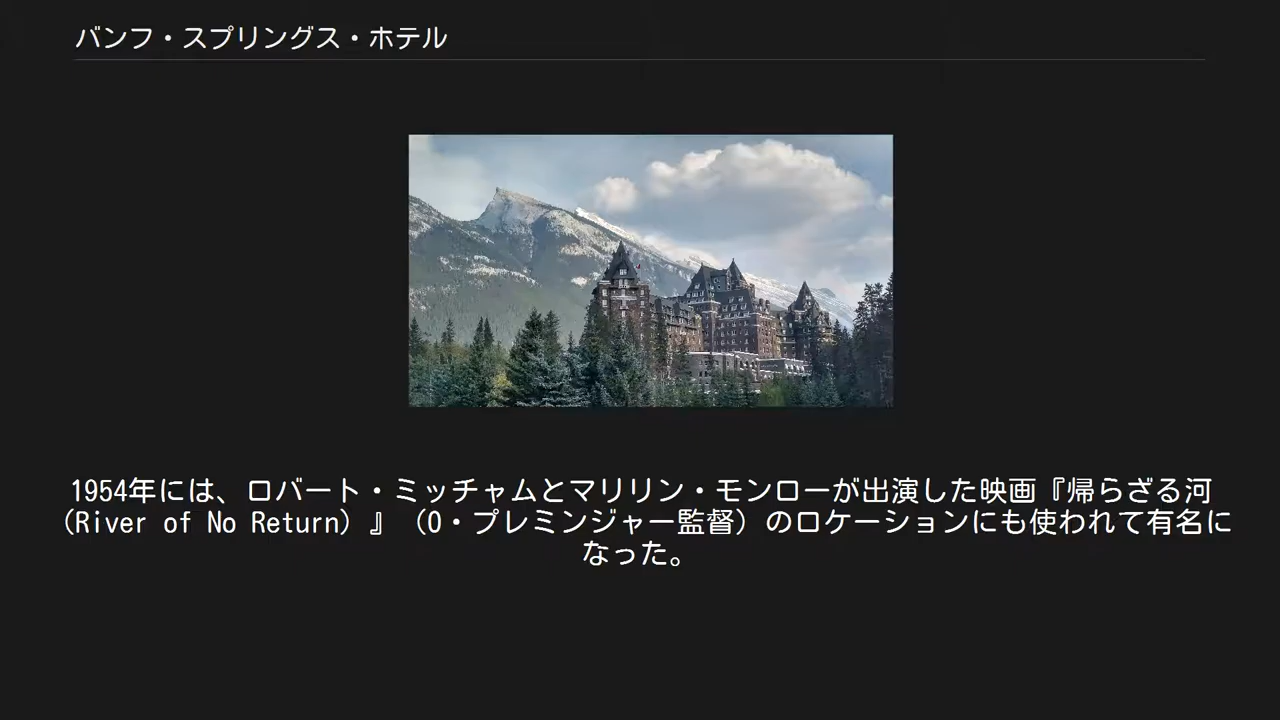 バンフ・スプリングス・ホテル
1954年には、ロバート・ミッチャムとマリリン・モンローが出演した映画『帰らざる河
(River of No Return) 』（O・プレミンジャー監督）のロケーションにも使われて有名に
なった。